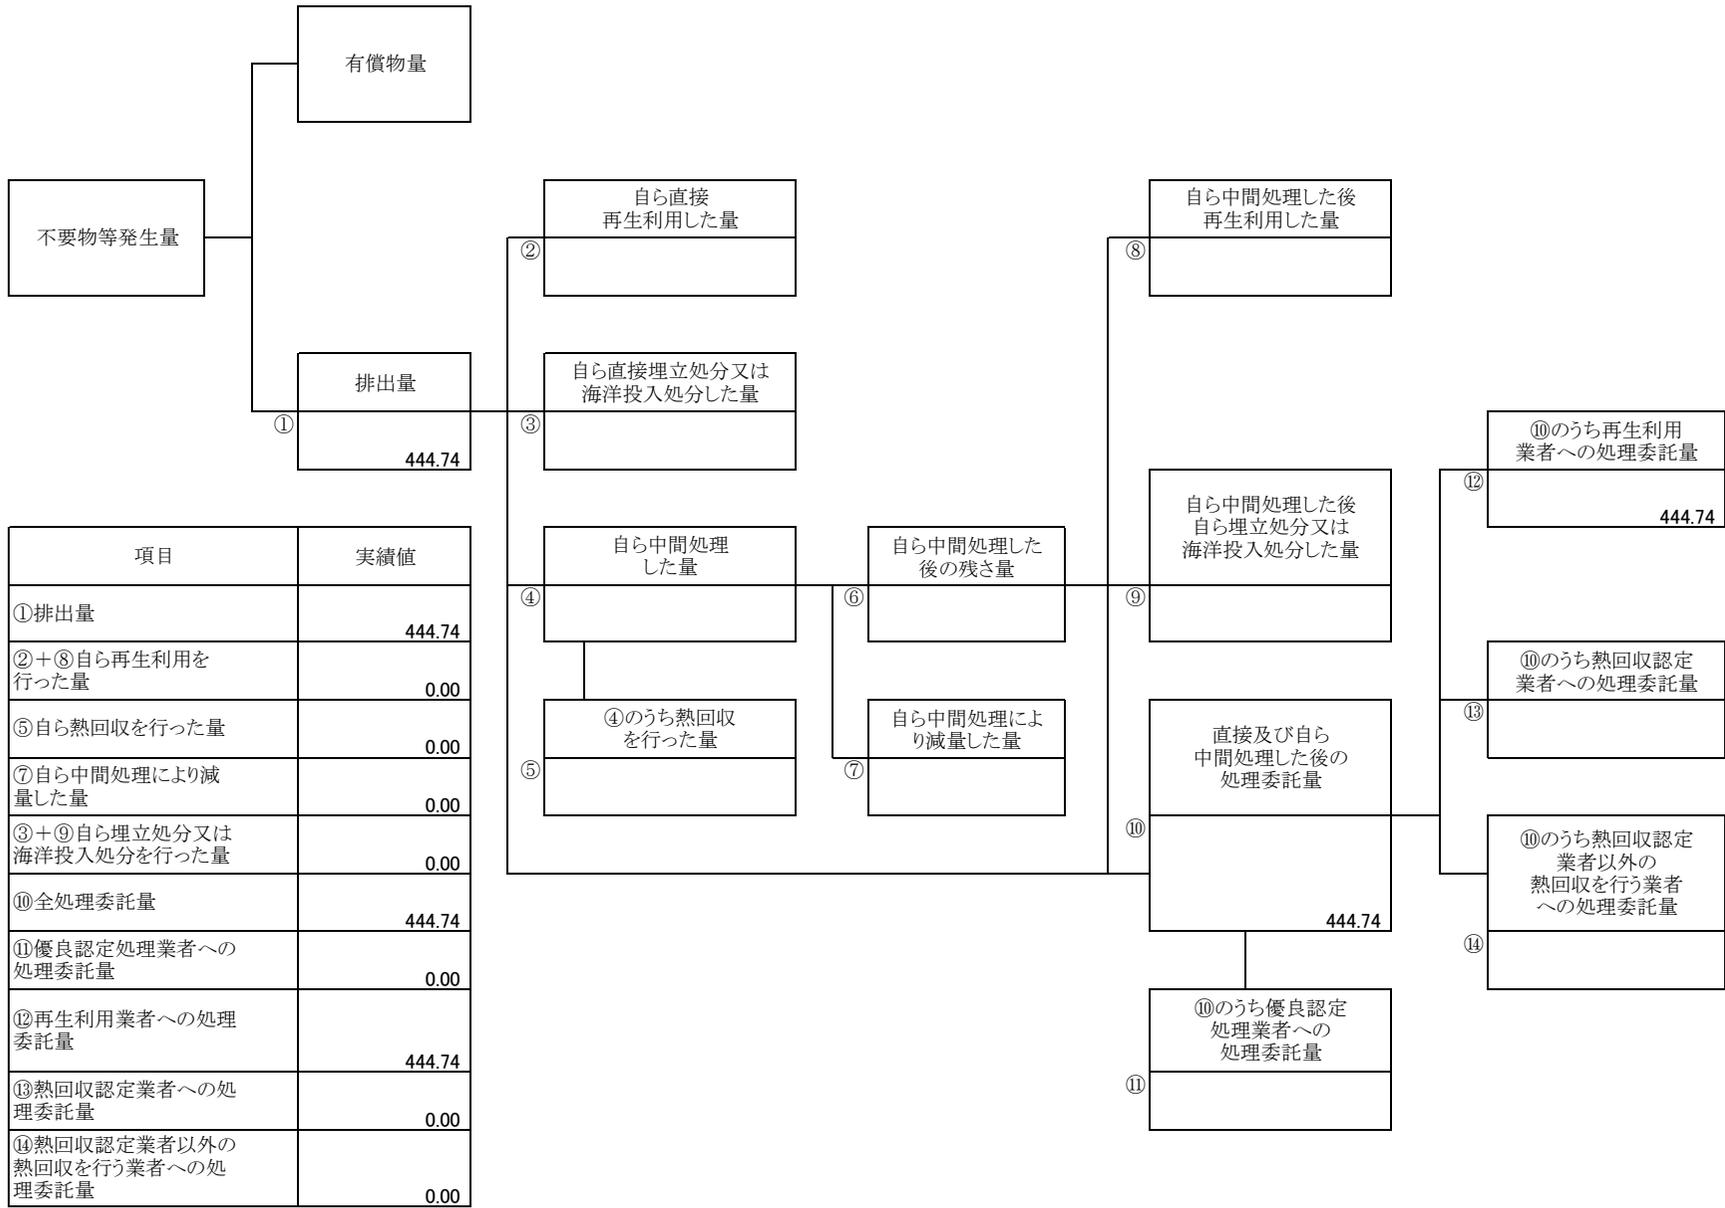 有償物量
不要物等発生量
排出量
①
444.74
自ら直接
再生利用した量
②
自ら直接埋立処分又は
海洋投入処分した量
③
自ら中間処理
した量
④
④のうち熱回収
を行った量
⑤
自ら中間処理した
後の残さ量
⑥
自ら中間処理によ
り減量した量
⑦
自ら中間処理した後
再生利用した量
⑧
自ら中間処理した後
自ら埋立処分又は
海洋投入処分した量
⑨
直接及び自ら
中間処理した後の
処理委託量
⑩
444.74
⑩のうち優良認定
処理業者への
処理委託量
⑪
⑩のうち再生利用
業者への処理委託量
⑫
444.74
⑩のうち熱回収認定
業者への処理委託量
⑬
⑩のうち熱回収認定
業者以外の
熱回収を行う業者
への処理委託量
⑭
項目 実績値
①排出量
444.74
②+⑧自ら再生利用を
行った量
0.00
⑤自ら熱回収を行った量
0.00
⑦自ら中間処理により減
量した量
0.00
③+⑨自ら埋立処分又は
海洋投入処分を行った量
0.00
⑩全処理委託量
444.74
⑪優良認定処理業者への
処理委託量
0.00
⑫再生利用業者への処理
委託量
444.74
⑬熱回収認定業者への処
理委託量
0.00
⑭熱回収認定業者以外の
熱回収を行う業者への処
理委託量
0.00